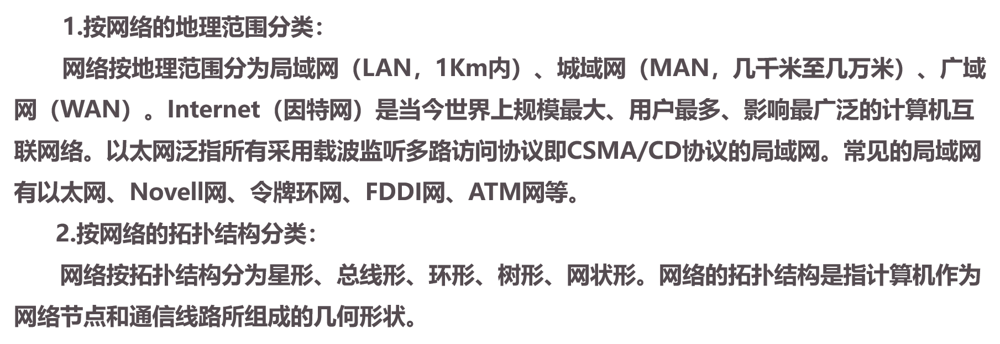 1.按网络的地理范围分类：
网络按地理范围分为局域网（LAN，1Km内）、城域网（MAN，几千米至几万米）、广域
网（WAN）。Internet（因特网）是当今世界上规模最大、用户最多、影响最广泛的计算机互
联网络。以太网泛指所有采用载波监听多路访问协议即CSMA/CD协议的局域网。常见的局域网
有以太网、Novell网、令牌环网、FDDI网、ATM网等。
2.按网络的拓扑结构分类：
网络按拓扑结构分为星形、总线形、环形、树形、网状形。网络的拓扑结构是指计算机作为
网络节点和通信线路所组成的几何形状。